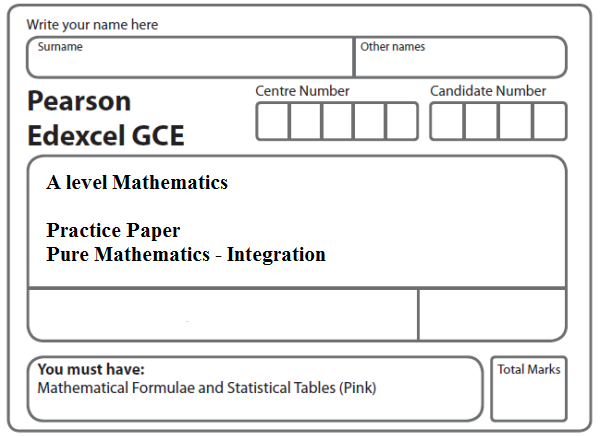 Write your name here
Surname
Other names
Pearson
Edexcel GCE
Centre Number
Candidate Number
A level Mathematics
Practice Paper
Pure Mathematics - Integration
You must have:
Mathematical Formulae and Statistical Tables (Pink)
Total Marks